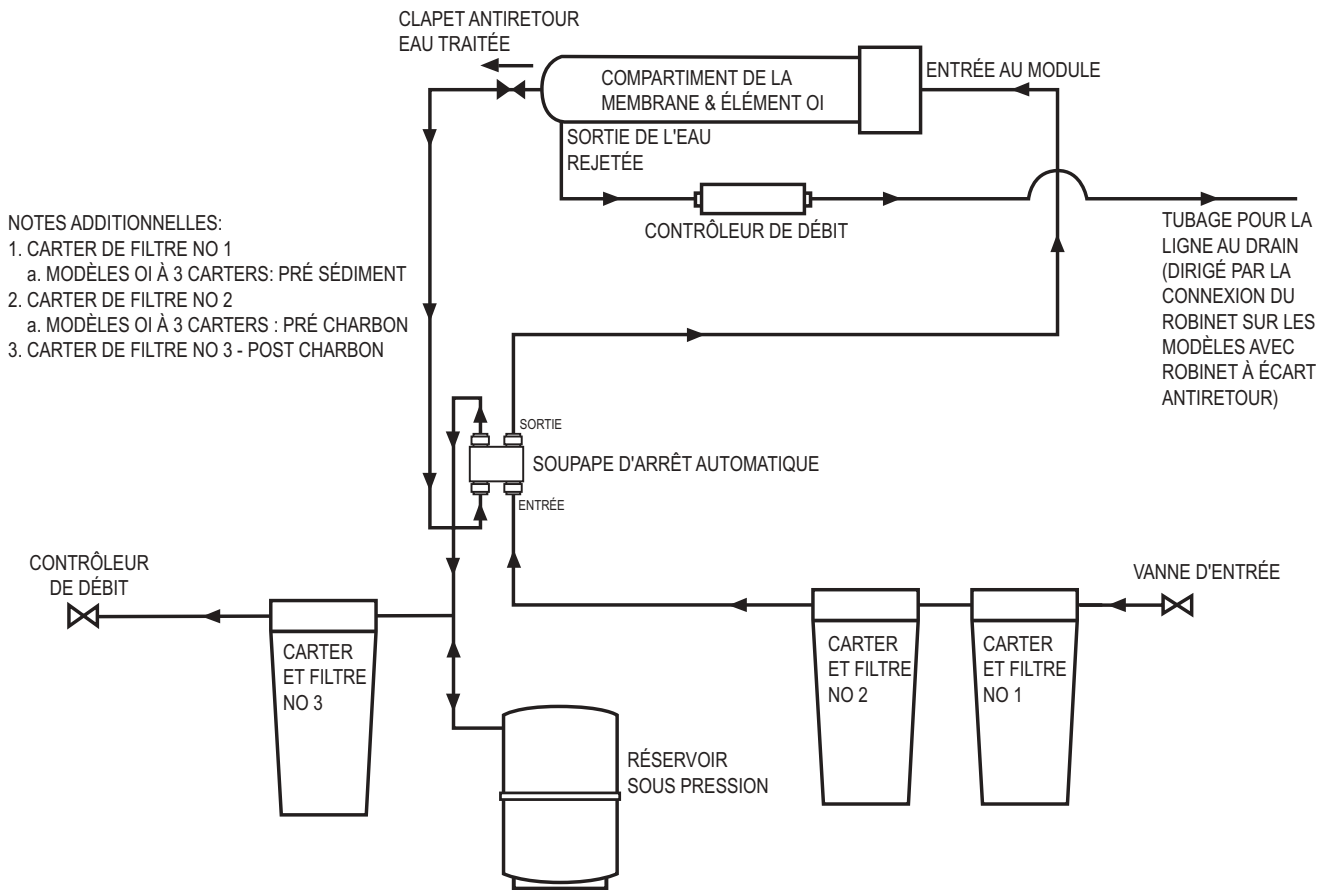 CLAPET ANTIRETOUR
EAU TRAITÉE
COMPARTIMENT DE LA
MEMBRANE & ÉLÉMENT OI
ENTRÉE AU MODULE
SORTIE DE L'EAU
REJETÉE
CONTRÔLEUR DE DÉBIT
TUBAGE POUR LA
LIGNE AU DRAIN
(DIRIGÉ PAR LA
CONNEXION DU
ROBINET SUR LES
MODÈLES AVEC
ROBINET À ÉCART
ANTIRETOUR)
NOTES ADDITIONNELLES:
1. CARTER DE FILTRE NO 1
a. MODÈLES OI À 3 CARTERS: PRÉ SÉDIMENT
2. CARTER DE FILTRE NO 2
a. MODÈLES OI À 3 CARTERS : PRÉ CHARBON
3. CARTER DE FILTRE NO 3 - POST CHARBON
SORTIE
SOUPAPE D'ARRÊT AUTOMATIQUE
ENTRÉE
CONTRÔLEUR
DE DÉBIT
VANNE D'ENTRÉE
CARTER
ET FILTRE
NO 3
CARTER
ET FILTRE
NO 2
CARTER
ET FILTRE
NO 1
RÉSERVOIR
SOUS PRESSION